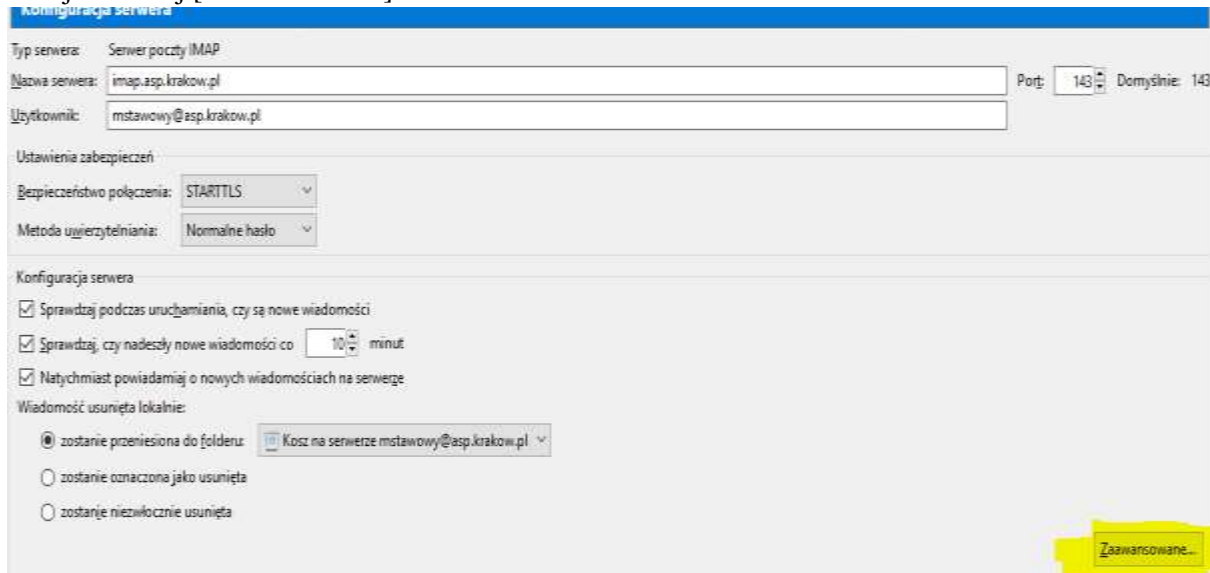 Konfiguracja serwera
Typ serwera: Serwer poczty IMAP
Nazwa serwera: imap.asp.krakow.pl Port: 143 Domyślnie: 143
Użytkownik: mstawowy@asp.krakow.pl
Ustawienia zabezpieczeń
Bezpieczeństwo połączenia: STARTTLS
Metoda uwierzytelniania: Normalne hasło
Konfiguracja serwera
Sprawdzaj podczas uruchamiania, czy są nowe wiadomości
Sprawdzaj, czy nadeszły nowe wiadomości co 10 minut
Natychmiast powiadamiaj o nowych wiadomościach na serwerze
Wiadomość usunięta lokalnie:
zostanie przeniesiona do folderu: Kosz na serwerze mstawowy@asp.krakow.pl
zostanie oznaczona jako usunięta
zostanie niezwłocznie usunięta
Zaawansowane...